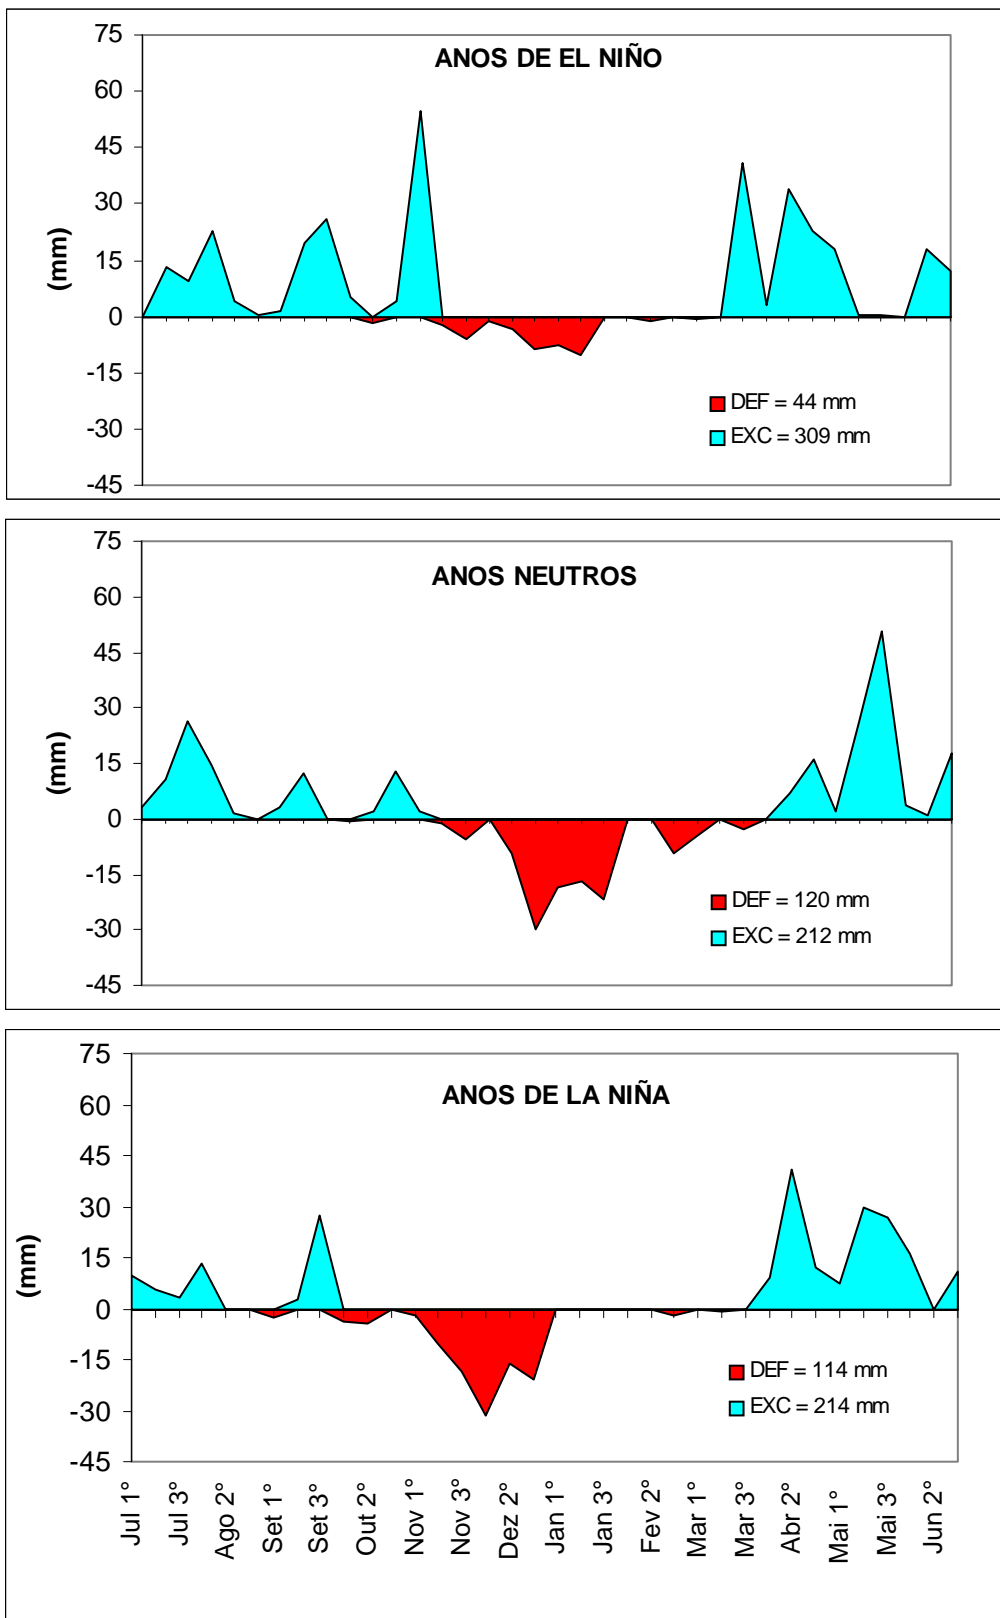 ANOS DE EL NIÑO
75
60
45
30
15
0
-15
-30
-45
(mm)
DEF = 44 mm
EXC = 309 mm
ANOS NEUTROS
75
60
45
30
15
0
-15
-30
-45
(mm)
DEF = 120 mm
EXC = 212 mm
ANOS DE LA NIÑA
75
60
45
30
15
0
-15
-30
-45
(mm)
DEF = 114 mm
EXC = 214 mm
Jul 1°
Jul 3°
Ago 2°
Set 1°
Set 3°
Out 2°
Nov 1°
Nov 3°
Dez 2°
Jan 1°
Jan 3°
Fev 2°
Mar 1°
Mar 3°
Abr 2°
Mai 1°
Mai 3°
Jun 2°